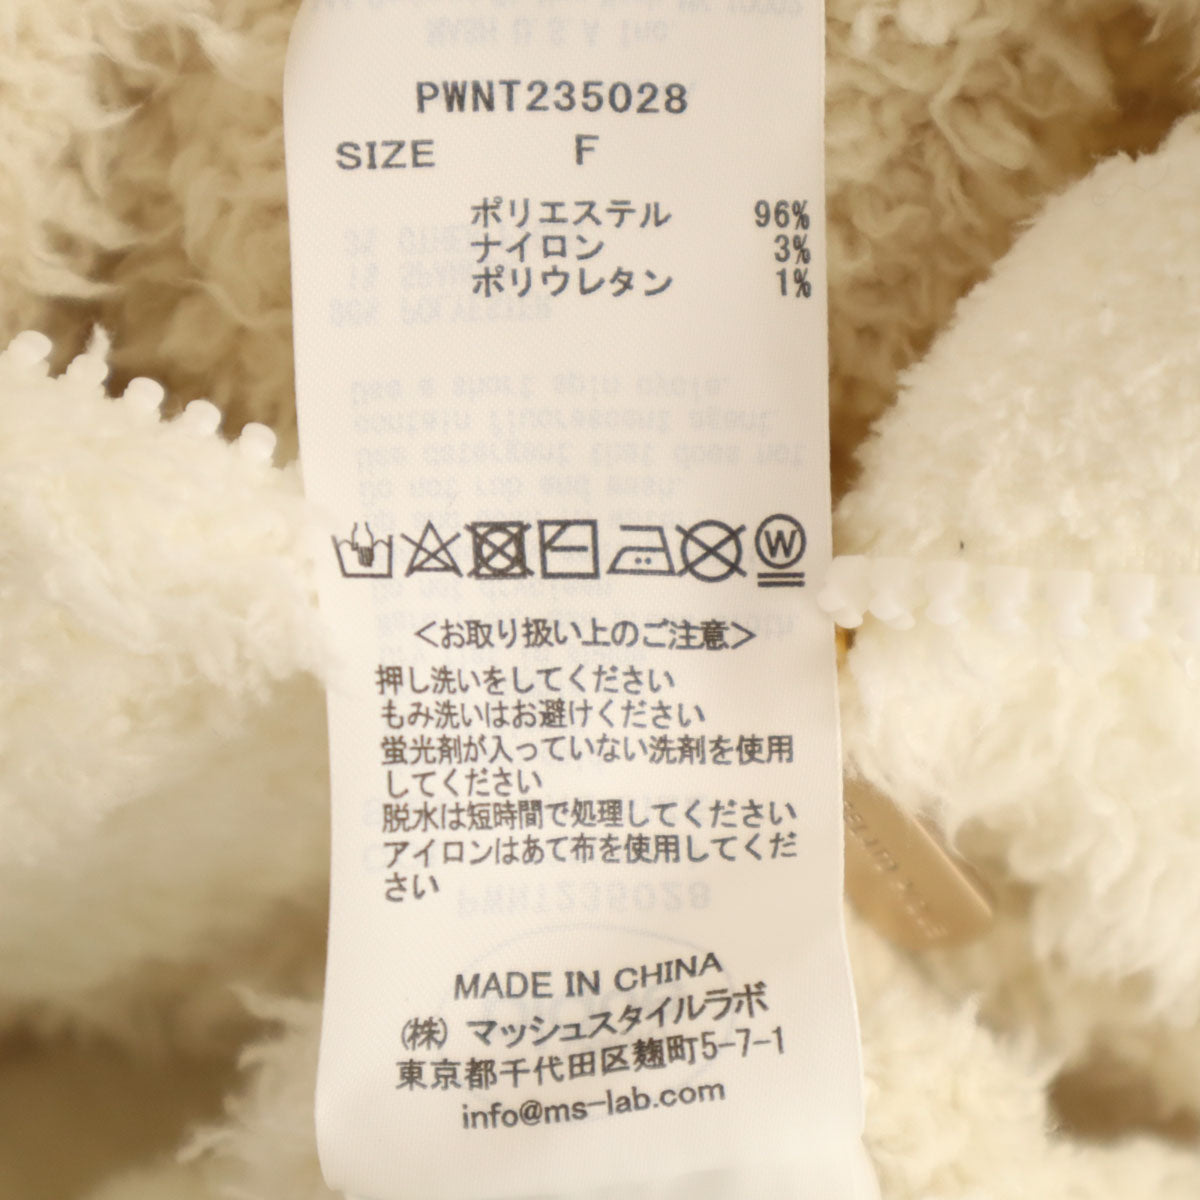 PWNT235028
SIZE F
ポリエステル 96%
ナイロン 3%
ポリウレタン 1%
W
<お取り扱い上のご注意>
押し洗いをしてください
もみ洗いはお避けください
蛍光剤が入っていない洗剤を使用
してください
脱水は短時間で処理してください
アイロンはあて布を使用してくだ
さい
MADE IN CHINA
(株) マッシュスタイルラボ
東京都千代田区麹町5-7-1
info@ms-lab.com